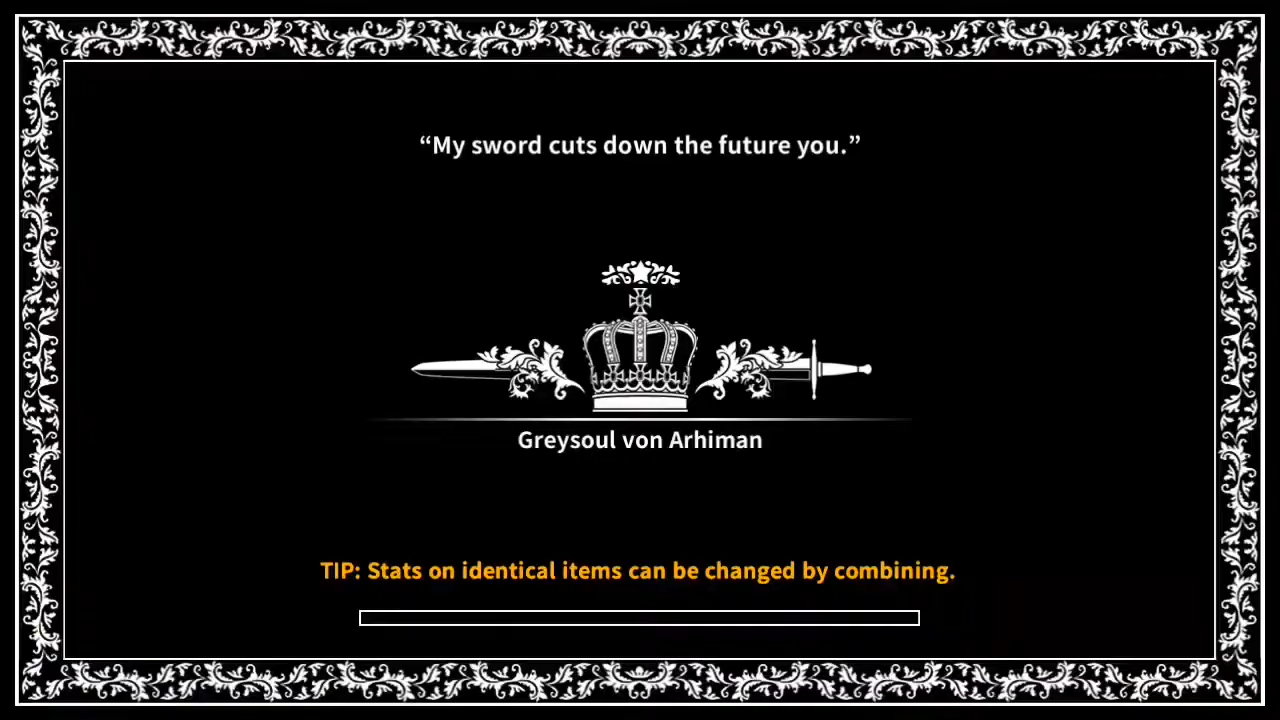 “My sword cuts down the future you.”
Greysoul von Arhiman
TIP: Stats on identical items can be changed by combining.